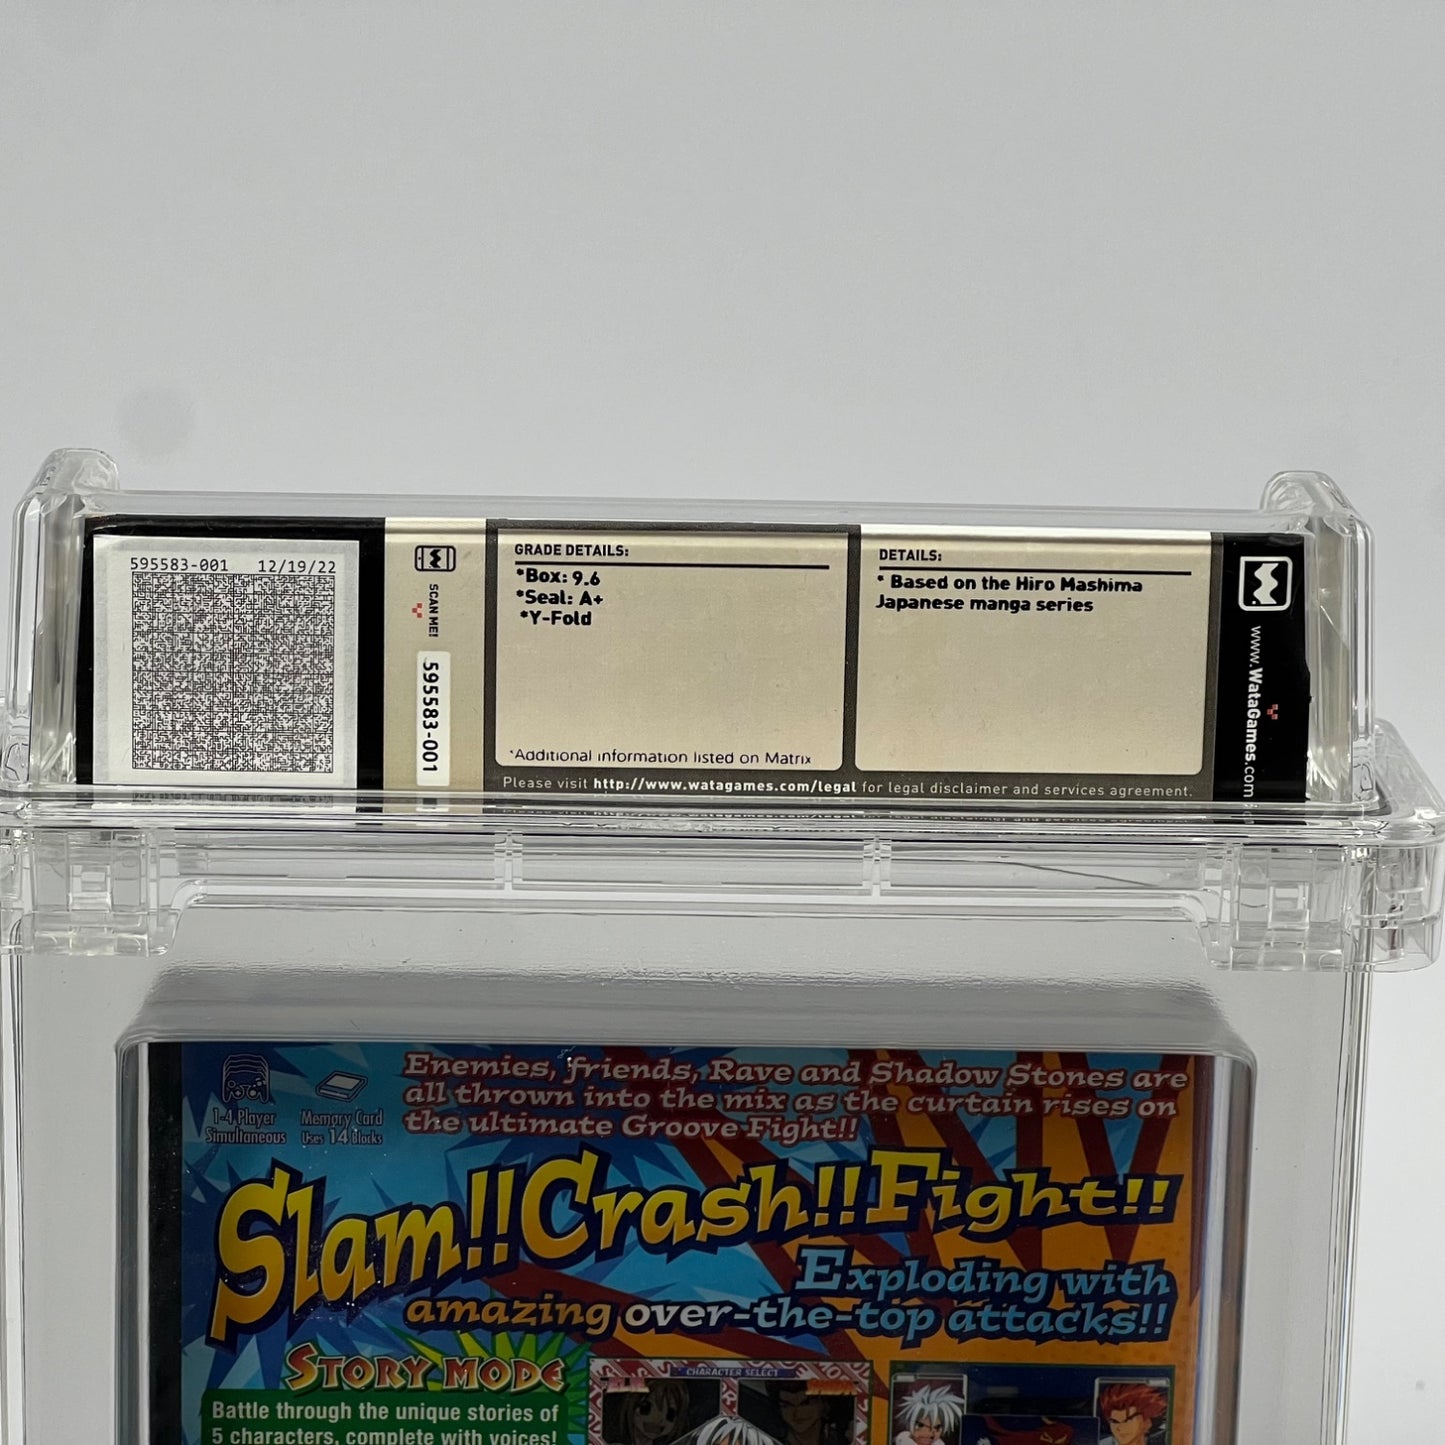 595583-001 12/19/22
SCAN ME!
595583-001
GRADE DETAILS:
*Box: 9.6
*Seal: A+
*Y-Fold
*Additional information listed on Matrix
DETAILS:
* Based on the Hiro Mashima
Japanese manga series
Please visit http://www.watagames.com/legal for legal disclaimer and services agreement.
www.WataGames.com
1-4 Player
Simultaneous
Memory Card
Uses 14 Blocks
Enemies, friends, Rave and Shadow Stones are
all thrown into the mix as the curtain rises on
the ultimate Groove Fight!!
Slam!!Crash!!Fight!!
Exploding with
amazing over-the-top attacks!!
STORY MODE
Battle through the unique stories of
5 characters, complete with voices!
CHARACTER SELECT